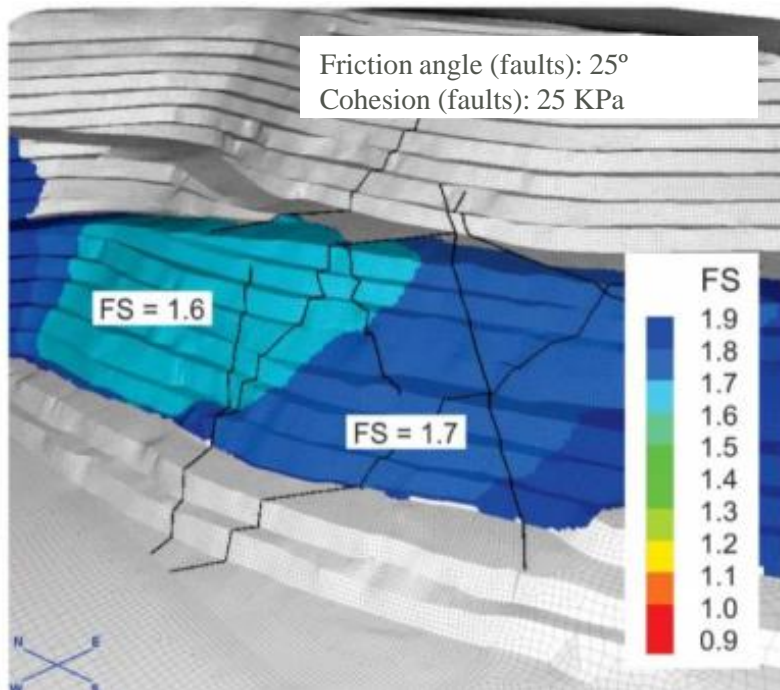 Friction angle (faults): 25º
Cohesion (faults): 25 KPa
FS = 1.6
FS = 1.7
FS
1.9
1.8
1.7
1.6
1.5
1.4
1.3
1.2
1.1
1.0
0.9
N E
W S